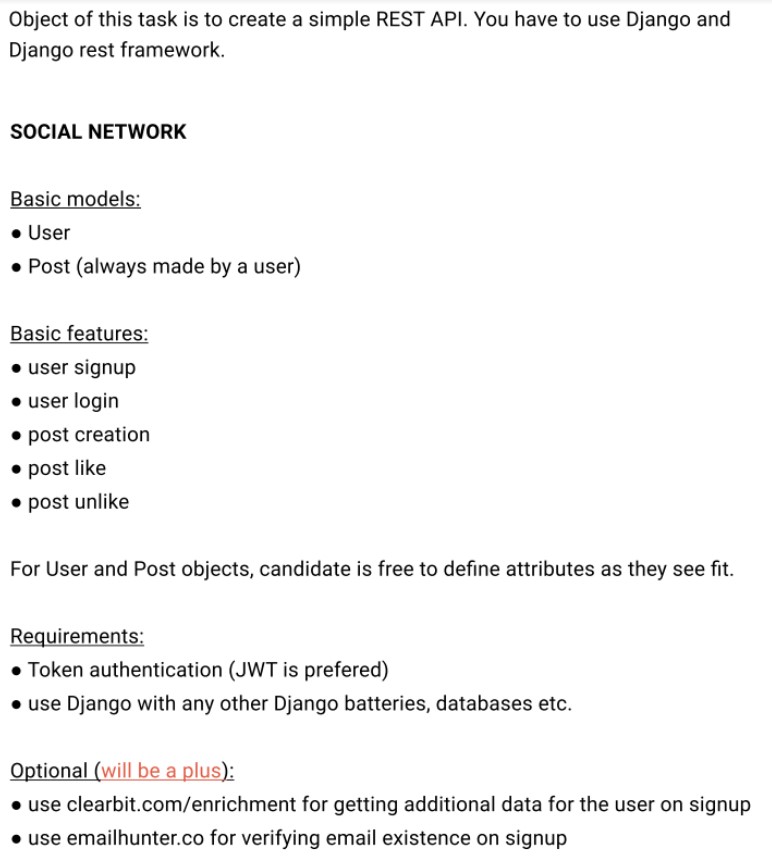 Object of this task is to create a simple REST API. You have to use Django and
Django rest framework.
SOCIAL NETWORK
Basic models:
● User
● Post (always made by a user)
Basic features:
● user signup
● user login
● post creation
● post like
● post unlike
For User and Post objects, candidate is free to define attributes as they see fit.
Requirements:
● Token authentication (JWT is prefered)
● use Django with any other Django batteries, databases etc.
Optional (will be a plus):
● use clearbit.com/enrichment for getting additional data for the user on signup
● use emailhunter.co for verifying email existence on signup